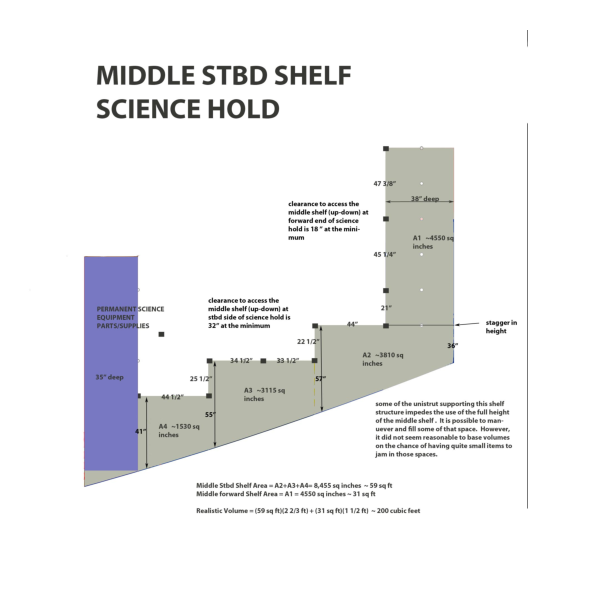 MIDDLE STBD SHELF
SCIENCE HOLD
47 3/8"
38" deep
clearance to access the
middle shelf (up-down) at
forward end of science
hold is 18 " at the mini-
mum
A1 ~4550 sq
inches
45 1/4"
21"
PERMANENT SCIENCE
EQUIPMENT
PARTS/SUPPLIES
clearance to access the
middle shelf (up-down) at
stbd side of science hold is
32" at the minimum
44"
stagger in
height
22 1/2"
36"
A2 ~3810 sq
inches
34 1/2"
33 1/2"
35" deep
25 1/2"
57"
A3 ~3115 sq
inches
44 1/2"
55"
41"
A4 ~1530 sq
inches
some of the unistrut supporting this shelf
structure impedes the use of the full height
of the middle shelf . It is possible to man-
uever and fill some of that space. However,
it did not seem reasonable to base volumes
on the chance of having quite small items to
jam in those spaces.
Middle Stbd Shelf Area = A2+A3+A4= 8,455 sq inches ~ 59 sq ft
Middle forward Shelf Area = A1 = 4550 sq inches ~ 31 sq ft
Realistic Volume = (59 sq ft)(2 2/3 ft) + (31 sq ft)(1 1/2 ft) ~ 200 cubic feet